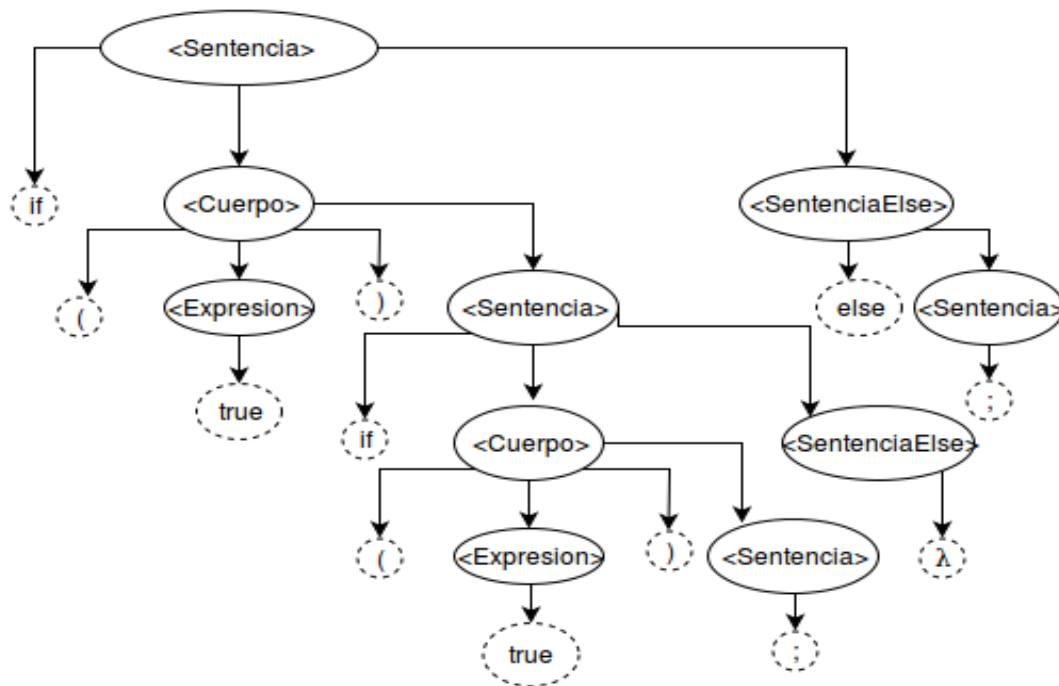 <Sentencia>
if
<Cuerpo>
<SentenciaElse>
(
<Expresion>
)
<Sentencia>
else
<Sentencia>
true
if
<Cuerpo>
<SentenciaElse>
;
(
<Expresion>
)
<Sentencia>
λ
true
;